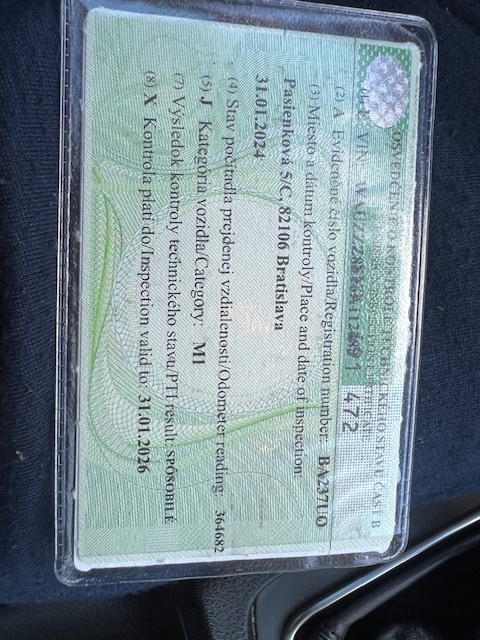 OSVEDČENIE O KONTROLE TECHNICKÉHO STAVU ČASŤ B
472
(2) A Evidenčné číslo vozidla/Registration number: BA237UO
(3) Miesto a dátum kontroly/Place and date of inspection:
Pasienková 5/C, 82106 Bratislava
31.01.2024
(4) Stav počítadla prejdenej vzdialenosti/Odometer reading: 364682
(5) J Kategória vozidla/Category: M1
(7) Výsledok kontroly technického stavu/PTI result: SPÔSOBILÉ
(8) X Kontrola platí do/Inspection valid to: 31.01.2026